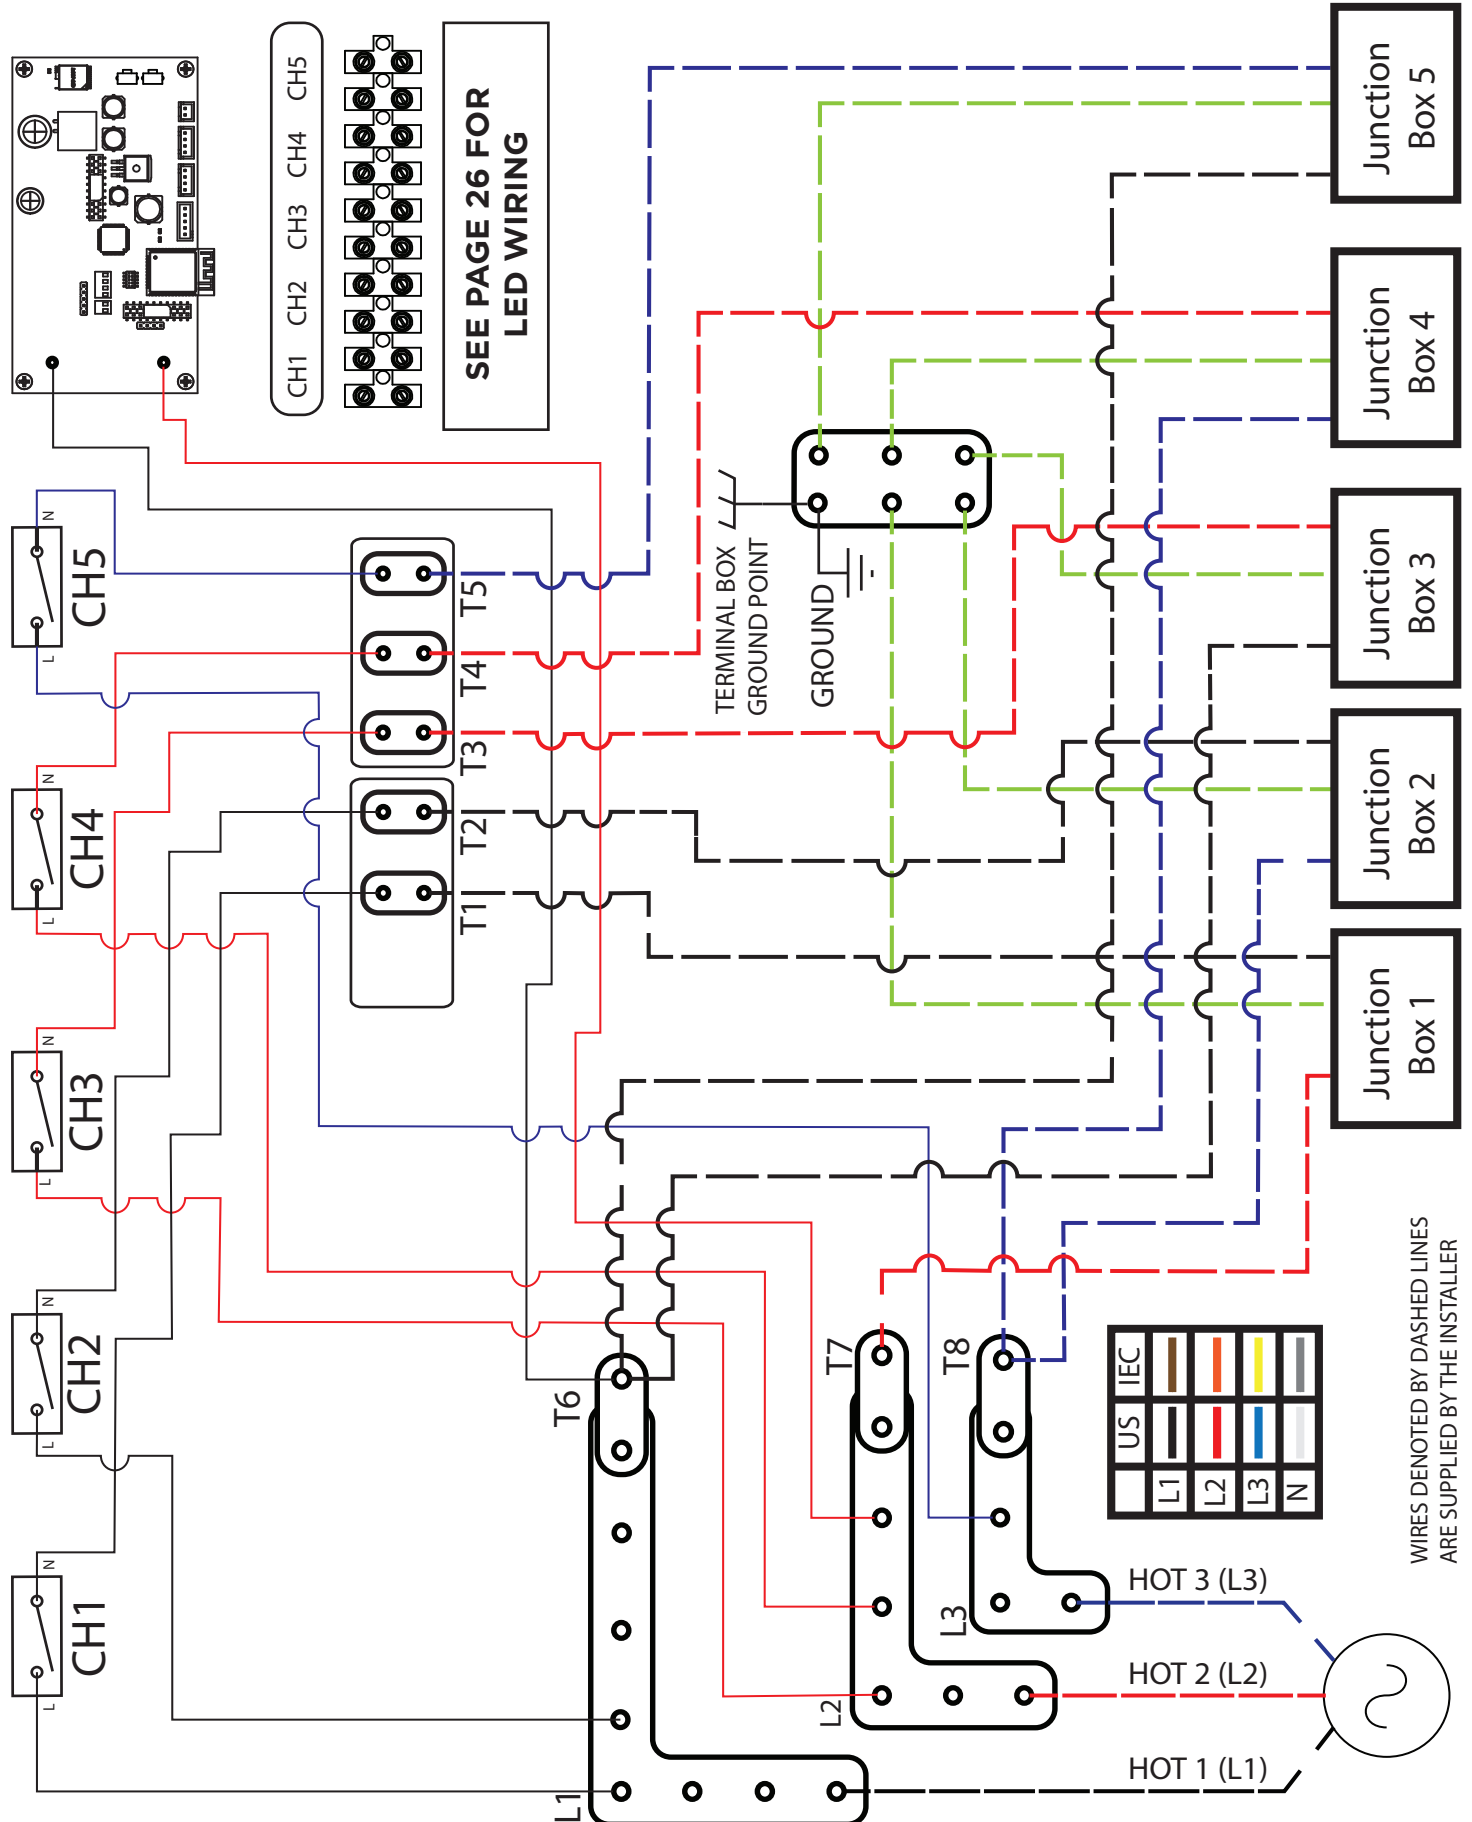 CH5
CH4
CH3
CH2
CH1
SEE PAGE 26 FOR
LED WIRING
N
CH5
L
N
CH4
L
N
CH3
L
N
CH2
L
N
CH1
L
T5
T4
T3
T2
T1
TERMINAL BOX
GROUND POINT
GROUND
Junction
Box 5
Junction
Box 4
Junction
Box 3
Junction
Box 2
Junction
Box 1
T6
T7
T8
L1
L2
L3
US
IEC
L1
L2
L3
N
HOT 3 (L3)
HOT 2 (L2)
HOT 1 (L1)
WIRES DENOTED BY DASHED LINES
ARE SUPPLIED BY THE INSTALLER